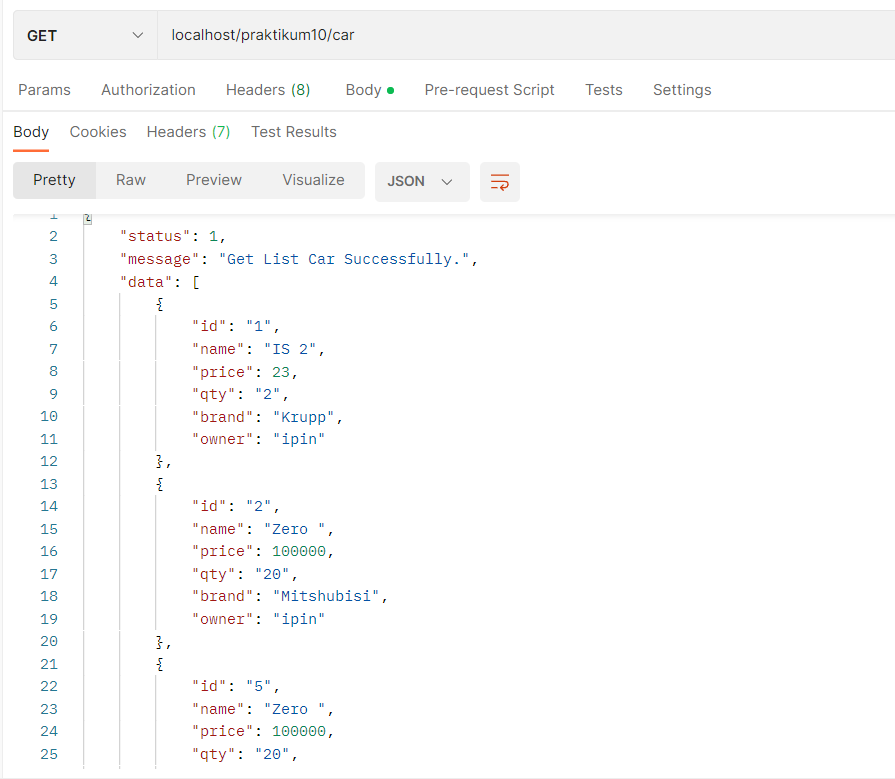 GET localhost/praktikum10/car
Params Authorization Headers (8) Body Pre-request Script Tests Settings
Body Cookies Headers (7) Test Results
Pretty Raw Preview Visualize JSON
1 {
2 "status": 1,
3 "message": "Get List Car Successfully.",
4 "data": [
5 {
6 "id": "1",
7 "name": "IS 2",
8 "price": 23,
9 "qty": "2",
10 "brand": "Krupp",
11 "owner": "ipin"
12 },
13 {
14 "id": "2",
15 "name": "Zero ",
16 "price": 100000,
17 "qty": "20",
18 "brand": "Mitshubisi",
19 "owner": "ipin"
20 },
21 {
22 "id": "5",
23 "name": "Zero ",
24 "price": 100000,
25 "qty": "20",